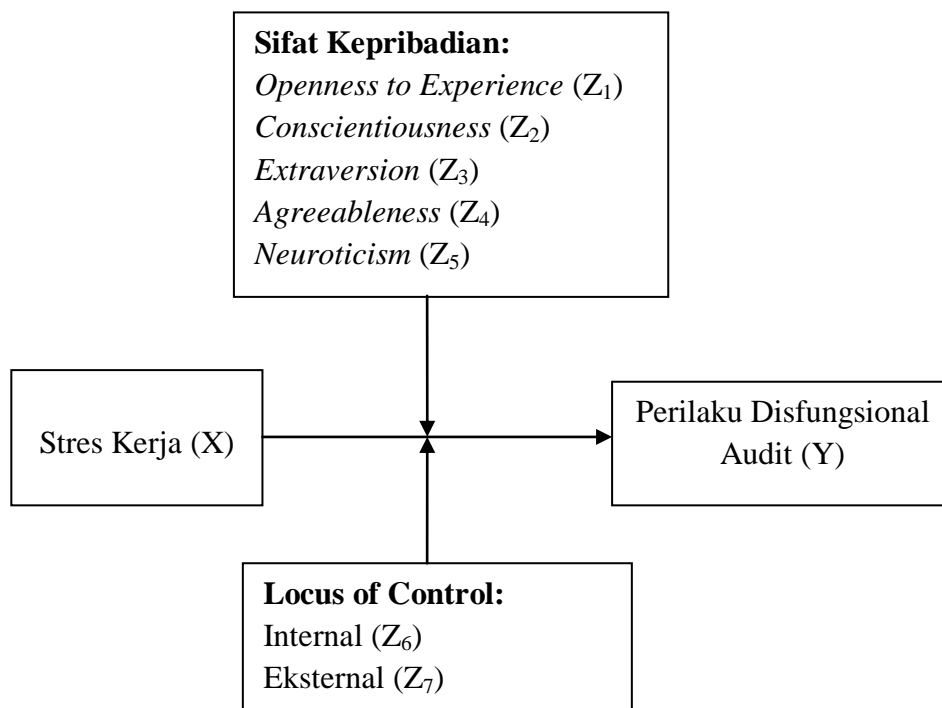 Sifat Kepribadian:
Openness to Experience (Z₁)
Conscientiousness (Z₂)
Extraversion (Z₃)
Agreeableness (Z₄)
Neuroticism (Z₅)
Stres Kerja (X)
Perilaku Disfungsional
Audit (Y)
Locus of Control:
Internal (Z₆)
Eksternal (Z₇)